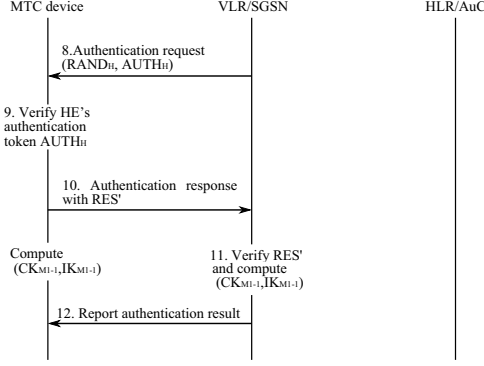 MTC device VLR/SGSN HLR/AuC
8.Authentication request
(RANDH, AUTHH)
9. Verify HE's
authentication
token AUTHH
10. Authentication response
with RES'
Compute
(CKM1-1,IKM1-1)
11. Verify RES'
and compute
(CKM1-1,IKM1-1)
12. Report authentication result